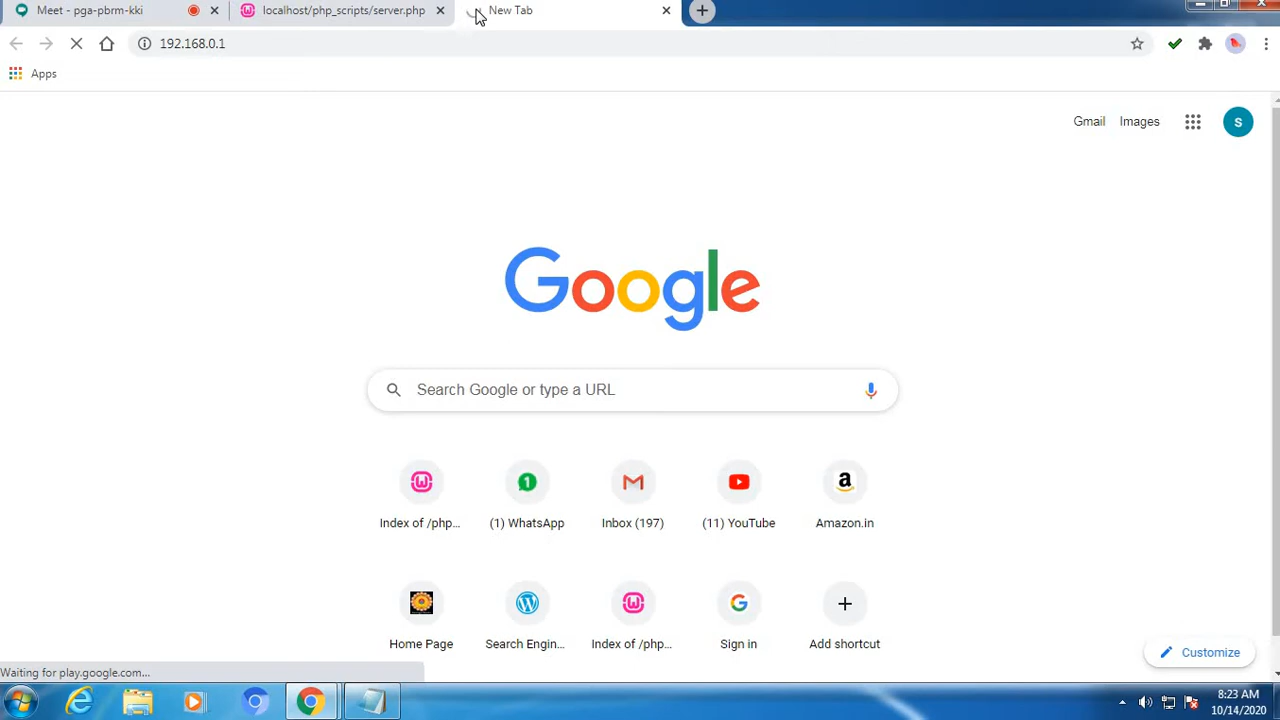 Meet - pga-pbrm-kki
localhost/php_scripts/server.php
New Tab
192.168.0.1
Apps
Gmail
Images
S
Google
Search Google or type a URL
Index of /php...
(1) WhatsApp
Inbox (197)
(11) YouTube
Amazon.in
Home Page
Search Engin...
Index of /php...
Sign in
Add shortcut
Customize
Waiting for play.google.com...
8:23 AM
10/14/2020